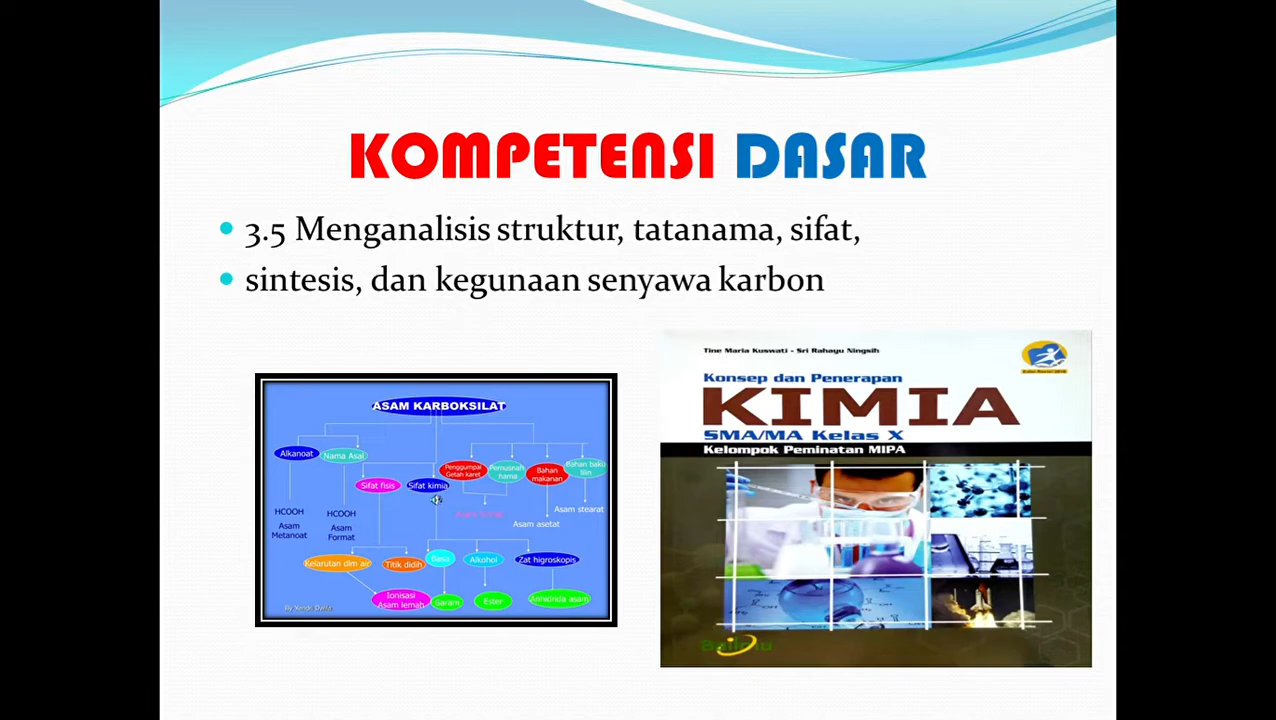 KOMPETENSI DASAR
3.5 Menganalisis struktur, tatanama, sifat,
sintesis, dan kegunaan senyawa karbon
ASAM KARBOKSILAT
Alkanoat
Nama Asal
Sifat fisis
Sifat kimia
Penggumpal
Getah karet
Pemusnah
hama
Bahan
makanan
Bahan baku
lilin
HCOOH
Asam
Metanoat
HCOOH
Asam
Format
Asam format
Asam asetat
Asam stearat
Kelarutan dlm air
Titik didih
Basa
Alkohol
Zat higroskopis
Ionisasi
Asam lemah
Garam
Ester
Anhidrida asam
Tine Maria Kuswati - Sri Rahayu Ningsih
Konsep dan Penerapan
KIMIA
SMA/MA Kelas X
Kelompok Peminatan MIPA